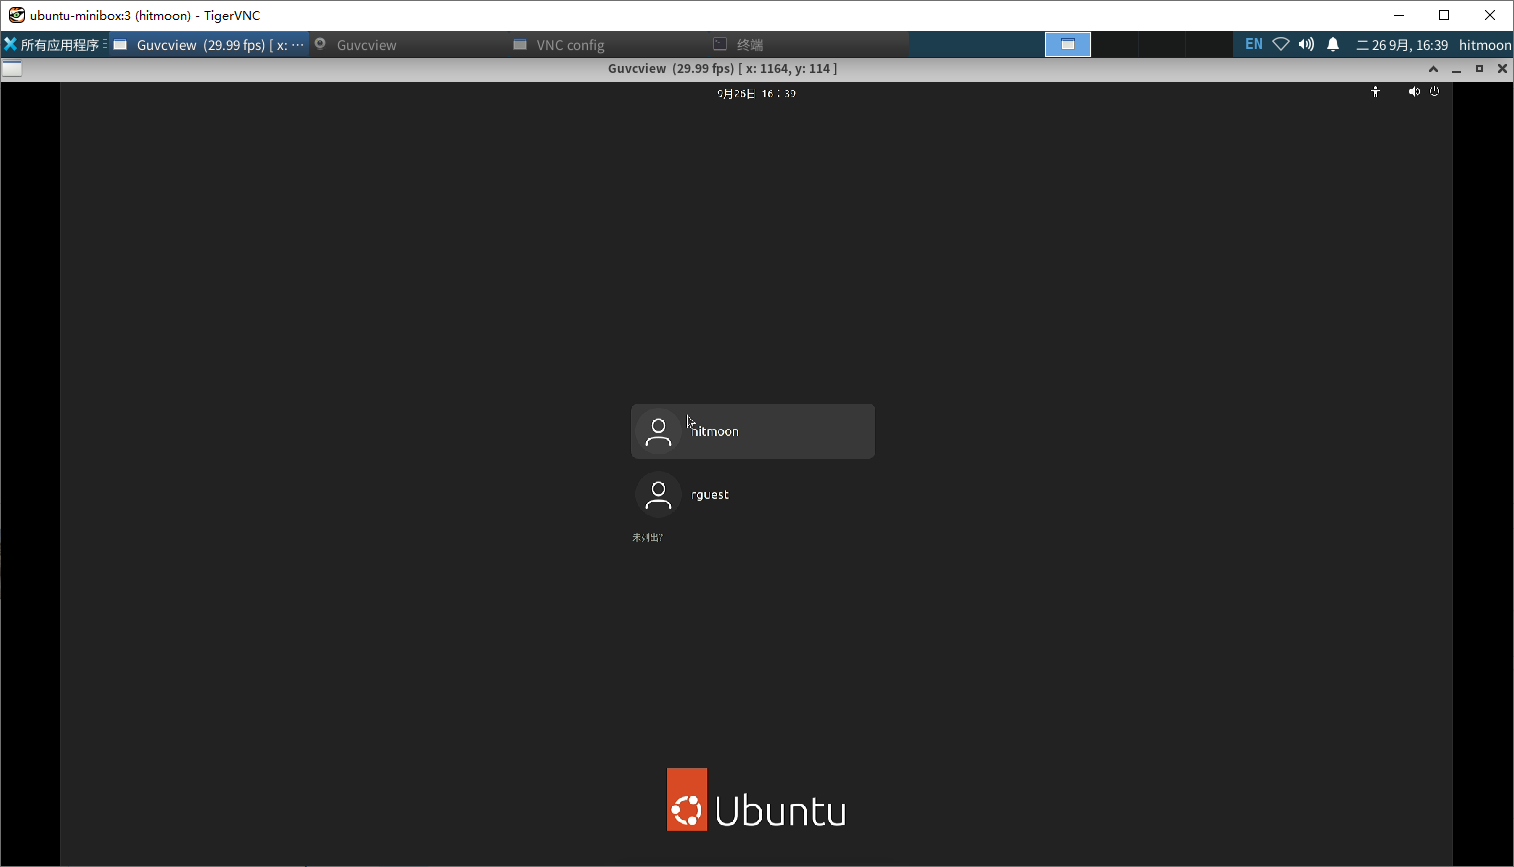 ubuntu-minibox:3 (hitmoon) - TigerVNC
所有应用程序 Guvcview (29.99 fps) [ x: ··· Guvcview VNC config 终端 EN 二 26 9月, 16:39 hitmoon
Guvcview (29.99 fps) [ x: 1164, y: 114 ]
9月26日 16：39
hitmoon
rguest
未列出?
Ubuntu